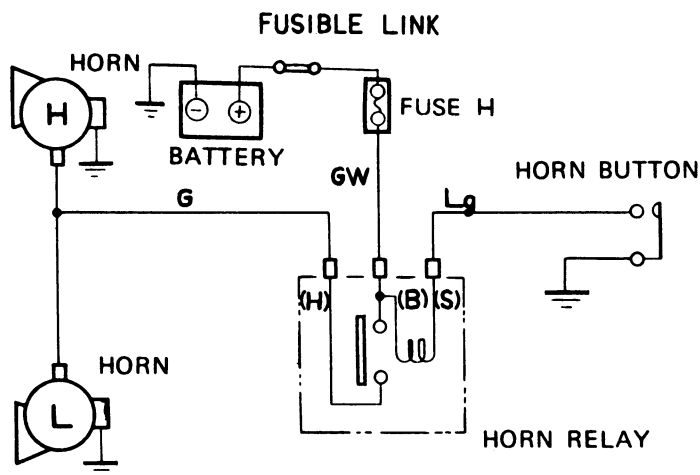 FUSIBLE LINK
HORN
H
−
+
FUSE H
BATTERY
GW
HORN BUTTON
G
Lg
(H)
(B)
(S)
HORN
L
HORN RELAY